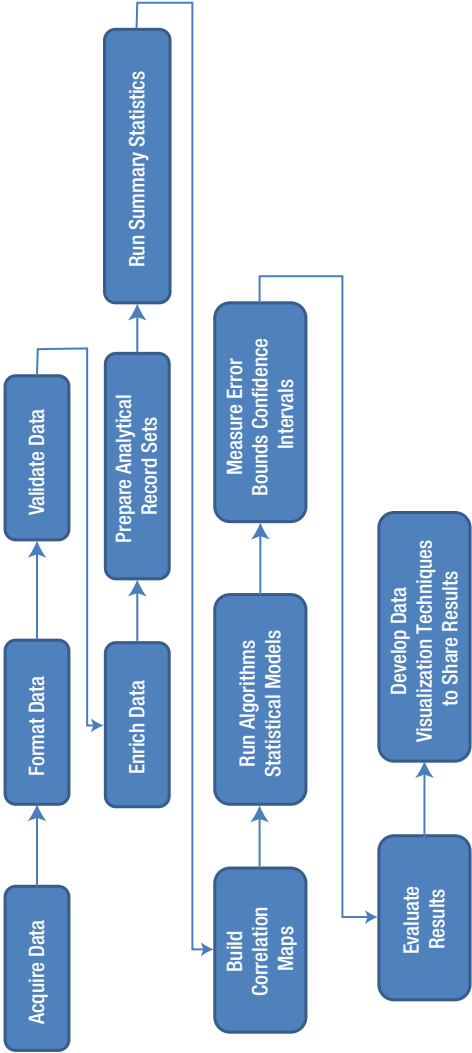 Acquire Data
Format Data
Validate Data
Enrich Data
Prepare Analytical
Record Sets
Run Summary Statistics
Build
Correlation
Maps
Run Algorithms
Statistical Models
Measure Error
Bounds Confidence
Intervals
Evaluate
Results
Develop Data
Visualization Techniques
to Share Results